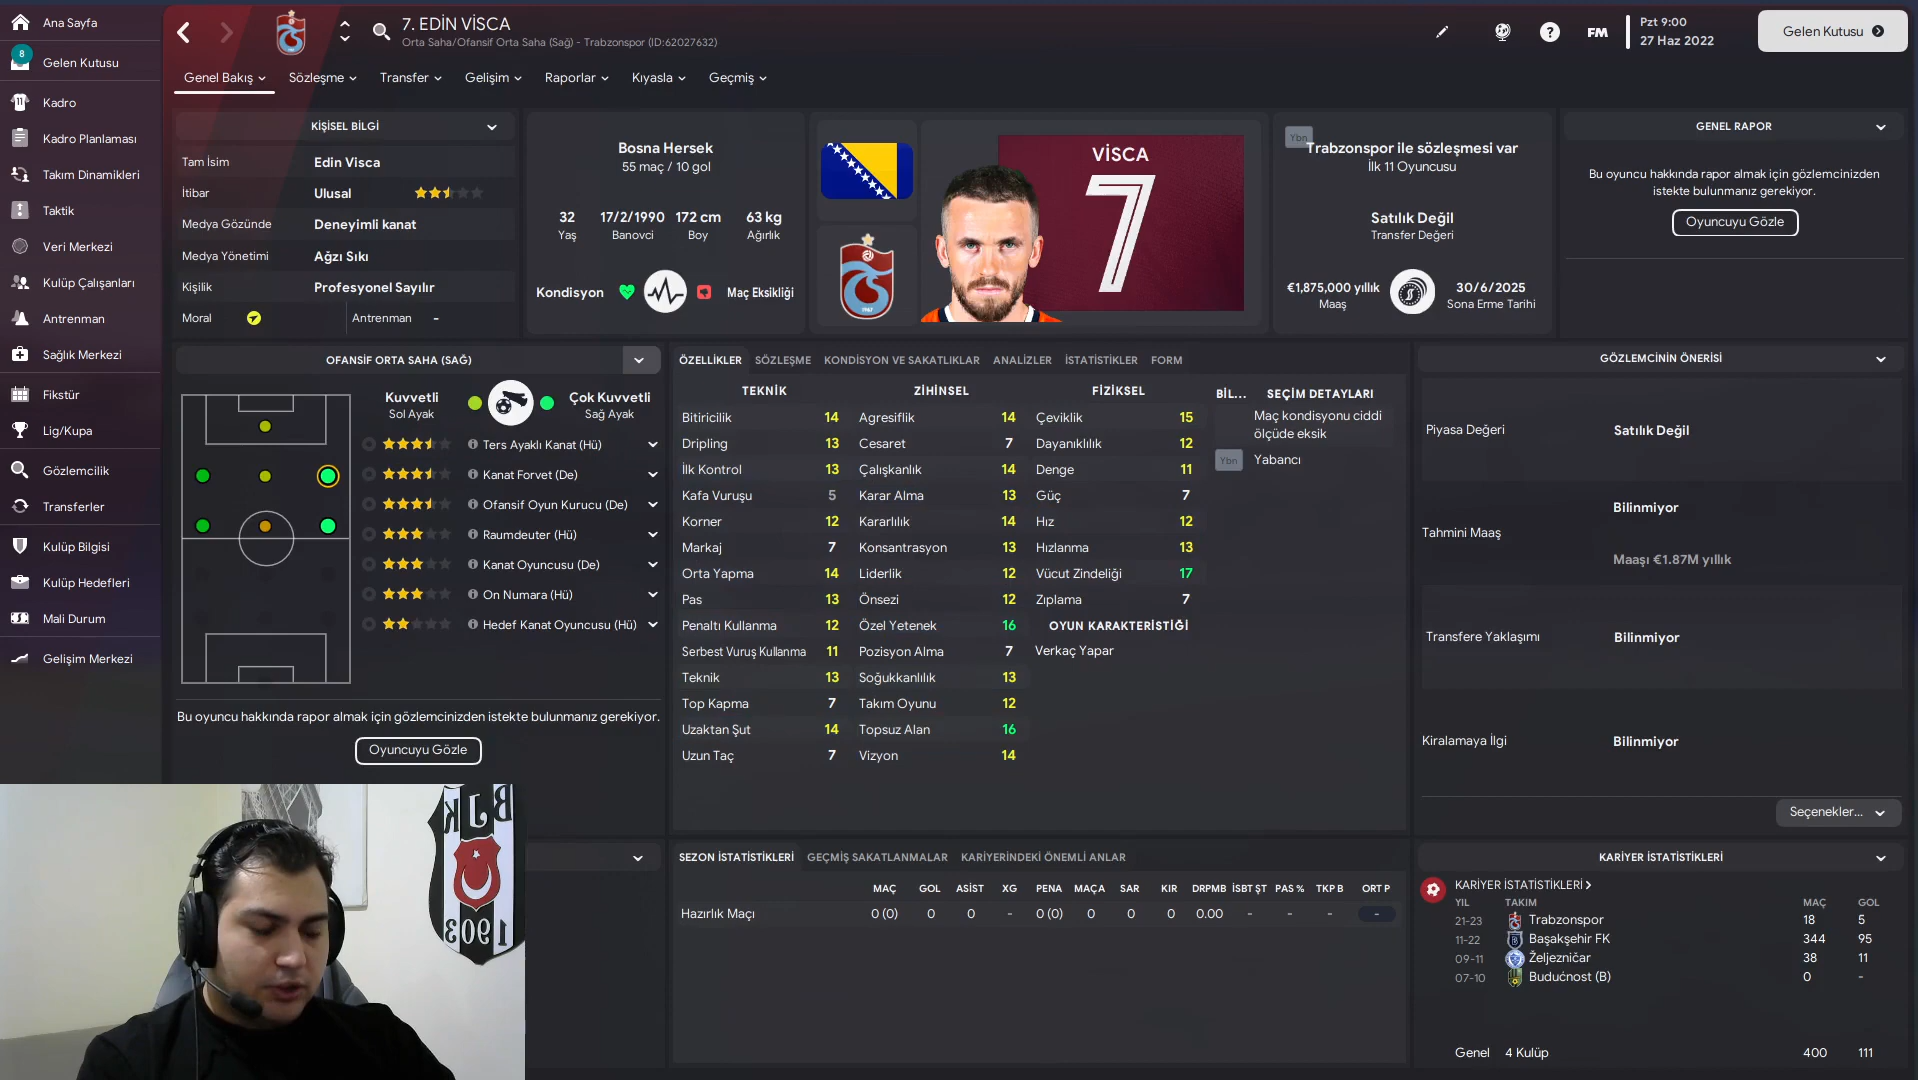 Ana Sayfa
8
Gelen Kutusu
11
Kadro
Kadro Planlaması
Takım Dinamikleri
Taktik
Veri Merkezi
Kulüp Çalışanları
Antrenman
Sağlık Merkezi
Fikstür
Lig/Kupa
Gözlemcilik
Transferler
Kulüp Bilgisi
Kulüp Hedefleri
Mali Durum
Gelişim Merkezi
7. EDİN VİSCA
Orta Saha/Ofansif Orta Saha (Sağ) - Trabzonspor (ID:62027632)
? FM
Pzt 9:00
27 Haz 2022
Gelen Kutusu
Genel Bakış Sözleşme Transfer Gelişim Raporlar Kıyasla Geçmiş
KİŞİSEL BİLGİ
Tam İsim Edin Visca
İtibar Ulusal
Medya Gözünde Deneyimli kanat
Medya Yönetimi Ağzı Sıkı
Kişilik Profesyonel Sayılır
Moral Antrenman -
Bosna Hersek
55 maç / 10 gol
32 17/2/1990 172 cm 63 kg
Yaş Banovci Boy Ağırlık
Kondisyon Maç Eksikliği
VİSCA
7
Ybn
Trabzonspor ile sözleşmesi var
İlk 11 Oyuncusu
Satılık Değil
Transfer Değeri
€1,875,000 yıllık 30/6/2025
Maaş Sona Erme Tarihi
GENEL RAPOR
Bu oyuncu hakkında rapor almak için gözlemcinizden
istekte bulunmanız gerekiyor.
Oyuncuyu Gözle
OFANSİF ORTA SAHA (SAĞ)
Kuvvetli Çok Kuvvetli
Sol Ayak Sağ Ayak
Ters Ayaklı Kanat (Hü)
Kanat Forvet (De)
Ofansif Oyun Kurucu (De)
Raumdeuter (Hü)
Kanat Oyuncusu (De)
On Numara (Hü)
Hedef Kanat Oyuncusu (Hü)
Bu oyuncu hakkında rapor almak için gözlemcinizden istekte bulunmanız gerekiyor.
Oyuncuyu Gözle
ÖZELLİKLER SÖZLEŞME KONDİSYON VE SAKATLIKLAR ANALİZLER İSTATİSTİKLER FORM
TEKNİK ZİHİNSEL FİZİKSEL BİL... SEÇİM DETAYLARI
Bitiricilik 14 Agresiflik 14 Çeviklik 15 Maç kondisyonu ciddi
ölçüde eksik
Dripling 13 Cesaret 7 Dayanıklılık 12
İlk Kontrol 13 Çalışkanlık 14 Denge 11 Ybn Yabancı
Kafa Vuruşu 5 Karar Alma 13 Güç 7
Korner 12 Kararlılık 14 Hız 12
Markaj 7 Konsantrasyon 13 Hızlanma 13
Orta Yapma 14 Liderlik 12 Vücut Zindeliği 17
Pas 13 Önsezi 12 Zıplama 7
Penaltı Kullanma 12 Özel Yetenek 16 OYUN KARAKTERİSTİĞİ
Serbest Vuruş Kullanma 11 Pozisyon Alma 7 Verkaç Yapar
Teknik 13 Soğukkanlılık 13
Top Kapma 7 Takım Oyunu 12
Uzaktan Şut 14 Topsuz Alan 16
Uzun Taç 7 Vizyon 14
GÖZLEMCİNİN ÖNERİSİ
Piyasa Değeri Satılık Değil
Tahmini Maaş Bilinmiyor
Maaşı €1.87M yıllık
Transfere Yaklaşımı Bilinmiyor
Kiralamaya İlgi Bilinmiyor
Seçenekler...
SEZON İSTATİSTİKLERİ GEÇMİŞ SAKATLANMALAR KARİYERİNDEKİ ÖNEMLİ ANLAR
MAÇ GOL ASİST XG PENA MAÇA SAR KIR DRPMB İSBT ŞT PAS % TKP B ORT P
Hazırlık Maçı 0 (0) 0 0 - 0 (0) 0 0 0 0.00 - - - -
KARİYER İSTATİSTİKLERİ
KARİYER İSTATİSTİKLERİ
YIL TAKIM MAÇ GOL
21-23 Trabzonspor 18 5
11-22 Başakşehir FK 344 95
09-11 Željezničar 38 11
07-10 Budućnost (B) 0 -
Genel 4 Kulüp 400 111
BJK
1903